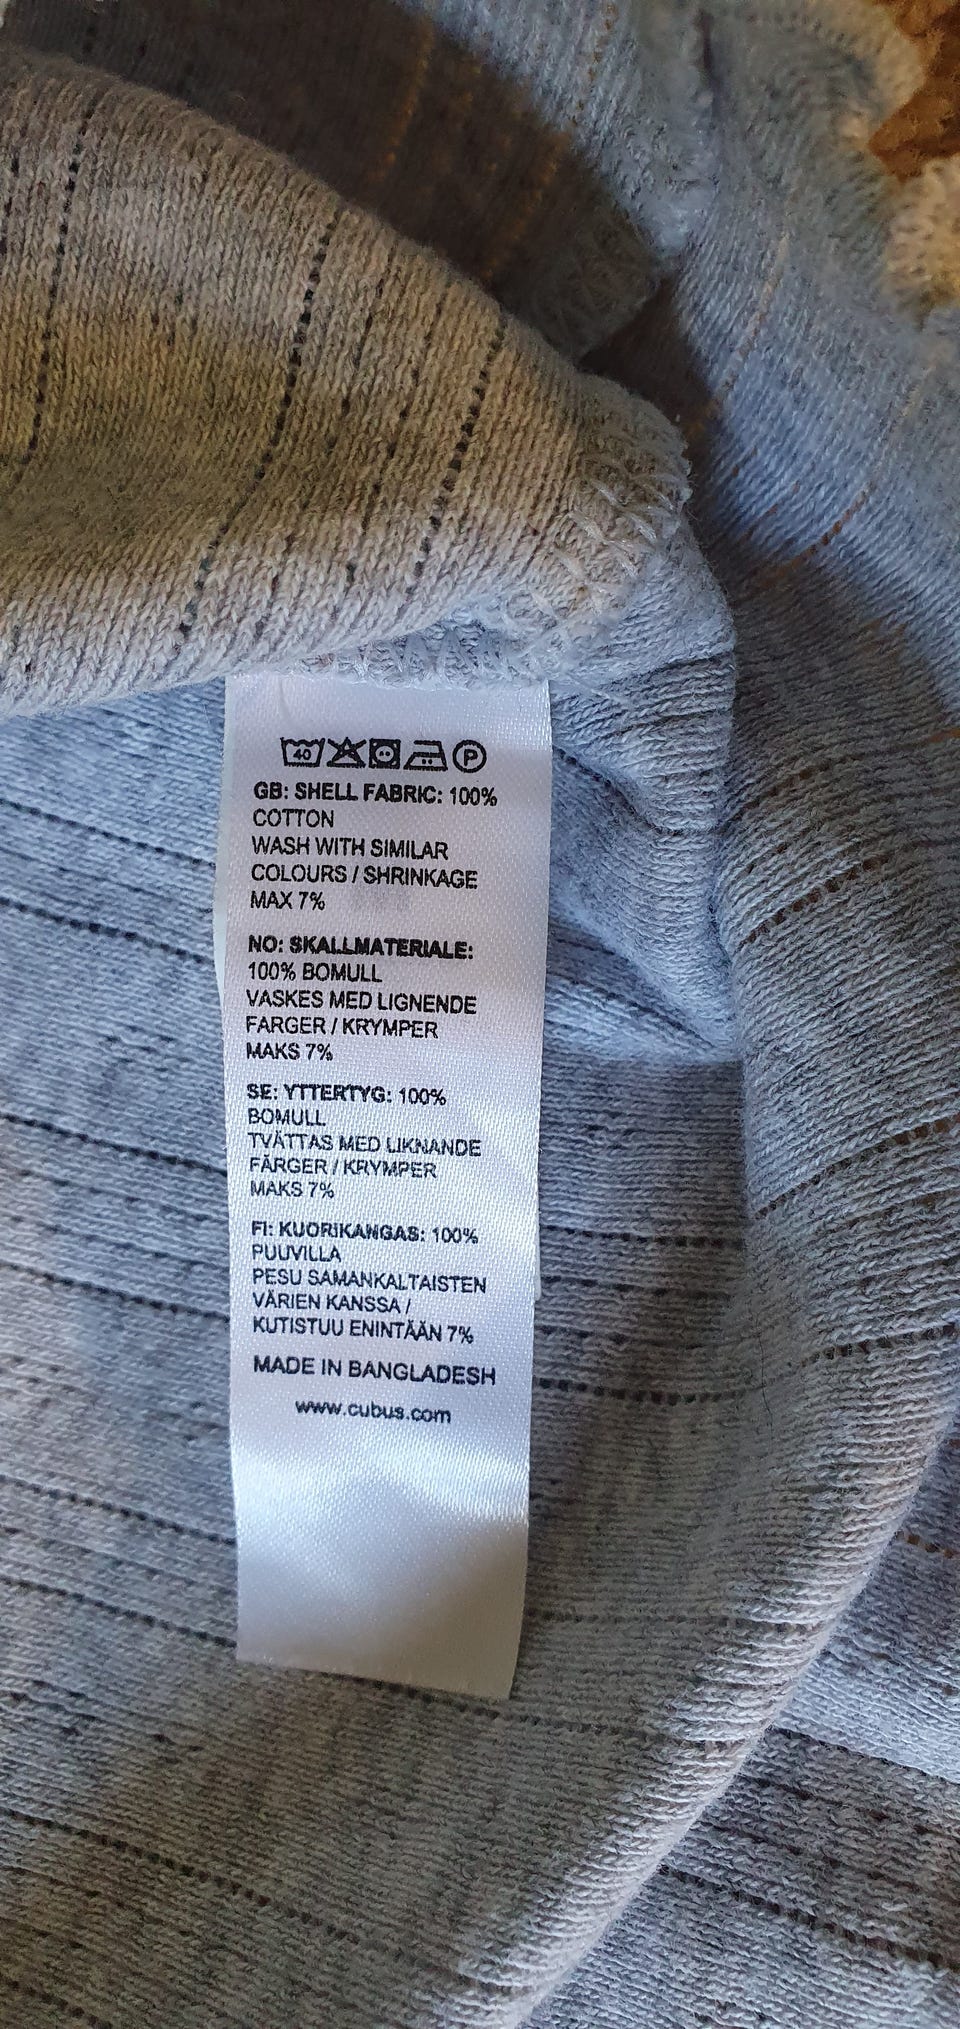 40 P
GB: SHELL FABRIC: 100%
COTTON
WASH WITH SIMILAR
COLOURS / SHRINKAGE
MAX 7%
NO: SKALLMATERIALE:
100% BOMULL
VASKES MED LIGNENDE
FARGER / KRYMPER
MAKS 7%
SE: YTTERTYG: 100%
BOMULL
TVÄTTAS MED LIKNANDE
FÄRGER / KRYMPER
MAKS 7%
FI: KUORIKANGAS: 100%
PUUVILLA
PESU SAMANKALTAISTEN
VÄRIEN KANSSA /
KUTISTUU ENINTÄÄN 7%
MADE IN BANGLADESH
www.cubus.com